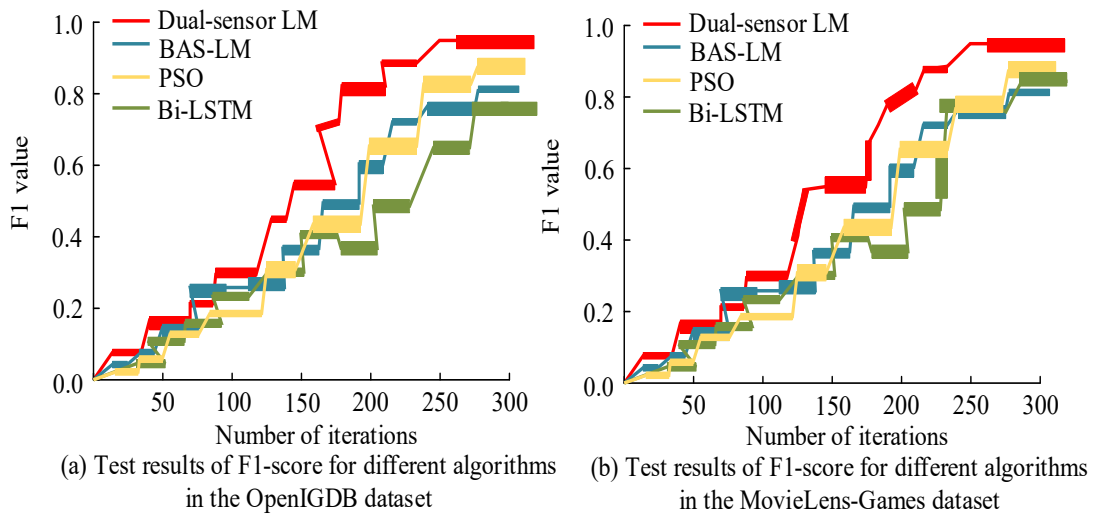 1.0
0.8
0.6
0.4
0.2
0.0
F1 value
Dual-sensor LM
BAS-LM
PSO
Bi-LSTM
50
100
150
200
250
300
Number of iterations
(a) Test results of F1-score for different algorithms
in the OpenIGDB dataset
1.0
0.8
0.6
0.4
0.2
0.0
F1 value
Dual-sensor LM
BAS-LM
PSO
Bi-LSTM
50
100
150
200
250
300
Number of iterations
(b) Test results of F1-score for different algorithms
in the MovieLens-Games dataset